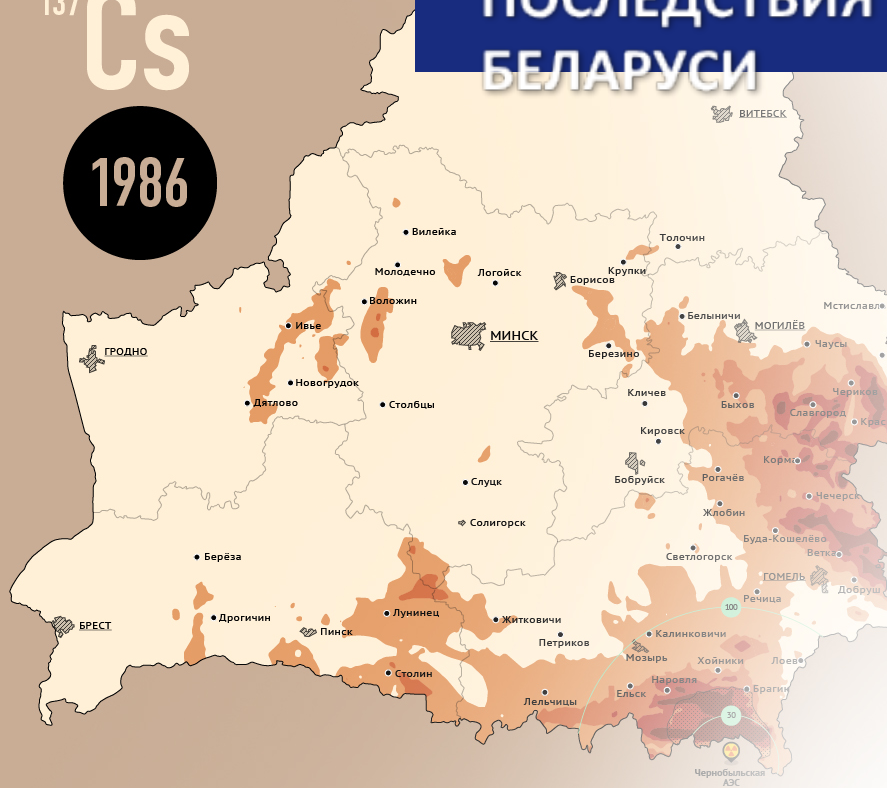 137
Cs
1986
ПОСЛЕДСТВИЯ
БЕЛАРУСИ
ВИТЕБСК
Вилейка
Толочин
Молодечно
Логойск
Крупки
Борисов
Воложин
Мстиславль
Ивье
Белыничи
МОГИЛЁВ
МИНСК
Чаусы
ГРОДНО
Березино
Новогрудок
Кличев
Чериков
Дятлово
Столбцы
Быхов
Славгород
Крас
Кировск
Корма
Рогачёв
Бобруйск
Слуцк
Чечерск
Жлобин
Солигорск
Буда-Кошелёво
Берёза
Светлогорск
Ветка
ГОМЕЛЬ
Добруш
Речица
100
Дрогичин
Лунинец
Житковичи
БРЕСТ
Пинск
Калинковичи
Петриков
Мозырь
Хойники
Лоев
Столин
Наровля
Ельск
Брагин
Лельчицы
30
Чернобыльская
АЭС